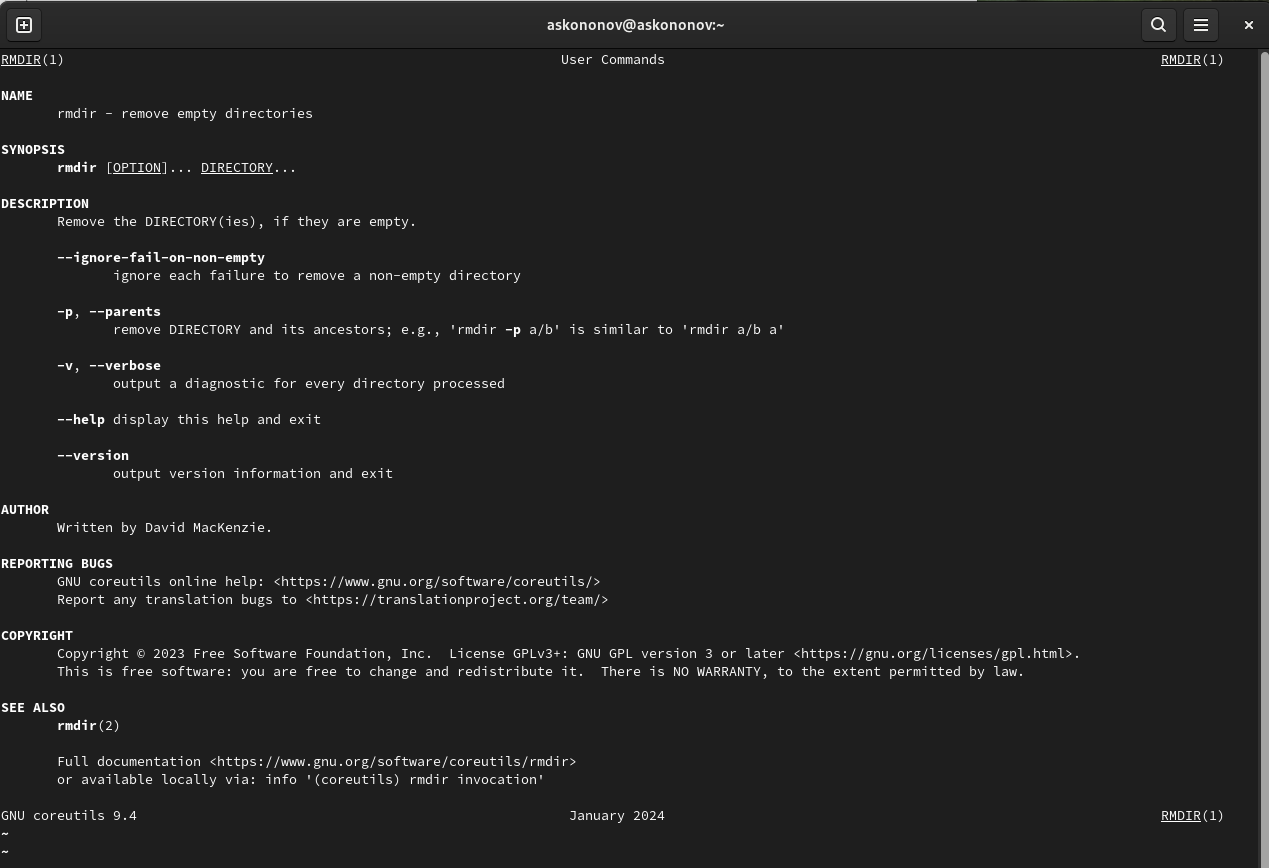 askononov@askononov:~
RMDIR(1) User Commands RMDIR(1)
NAME
rmdir - remove empty directories
SYNOPSIS
rmdir [OPTION]... DIRECTORY...
DESCRIPTION
Remove the DIRECTORY(ies), if they are empty.
--ignore-fail-on-non-empty
ignore each failure to remove a non-empty directory
-p, --parents
remove DIRECTORY and its ancestors; e.g., 'rmdir -p a/b' is similar to 'rmdir a/b a'
-v, --verbose
output a diagnostic for every directory processed
--help display this help and exit
--version
output version information and exit
AUTHOR
Written by David MacKenzie.
REPORTING BUGS
GNU coreutils online help: <https://www.gnu.org/software/coreutils/>
Report any translation bugs to <https://translationproject.org/team/>
COPYRIGHT
Copyright © 2023 Free Software Foundation, Inc.  License GPLv3+: GNU GPL version 3 or later <https://gnu.org/licenses/gpl.html>.
This is free software: you are free to change and redistribute it.  There is NO WARRANTY, to the extent permitted by law.
SEE ALSO
rmdir(2)
Full documentation <https://www.gnu.org/software/coreutils/rmdir>
or available locally via: info '(coreutils) rmdir invocation'
GNU coreutils 9.4 January 2024 RMDIR(1)
~
~